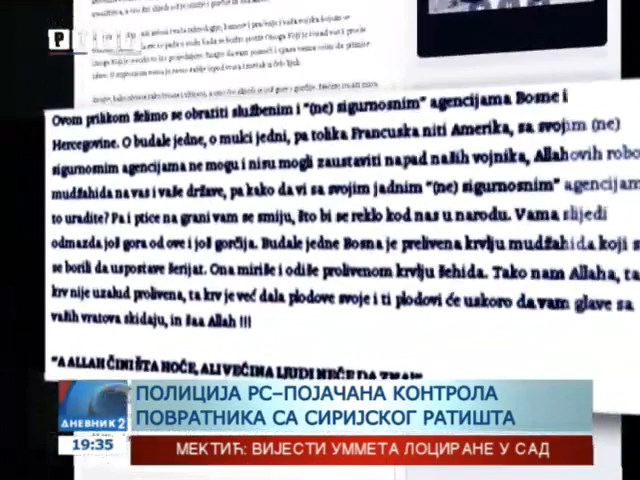 РТРС
Ovom prilikom želimo se obratiti službenim i "(ne) sigurnosnim" agencijama Bosne i
Hercegovine. O budale jedne, o mulci jedni, pa tolika Francuska niti Amerika, sa svojim (ne)
sigurnosnim agencijama ne mogu i nisu mogli zaustaviti napad naših vojnika, Allahovih robo
mudžahida na vas i vaše države, pa kako da vi sa svojim jadnim "(ne) sigurnosnim" agencijam
to uradite? Pa i ptice na grani vam se smiju, što bi se reklo kod nas u narodu. Vama slijedi
odmazda još gora od ove i još gorčija. Budale jedne Bosna je prelivena krvlju mudžahida koji s
se borili da uspostave šerijat. Ona miriše i odiše prolivenom krvlju šehida. Tako nam Allaha, ta
krv nije uzalud prolivena, ta krv je već dala plodove svoje i ti plodovi će uskoro da vam glave sa
vaših vratova skidaju, in šaa Allah !!!
"A ALLAH ČINI ŠTA HOĆE, ALI VEĆINA LJUDI NEĆE DA ZNA!"
ПОЛИЦИЈА РС–ПОЈАЧАНА КОНТРОЛА
ПОВРАТНИКА СА СИРИЈСКОГ РАТИШТА
ДНЕВНИК 2
19:35
МЕКТИЋ: ВИЈЕСТИ УММЕТА ЛОЦИРАНЕ У САД